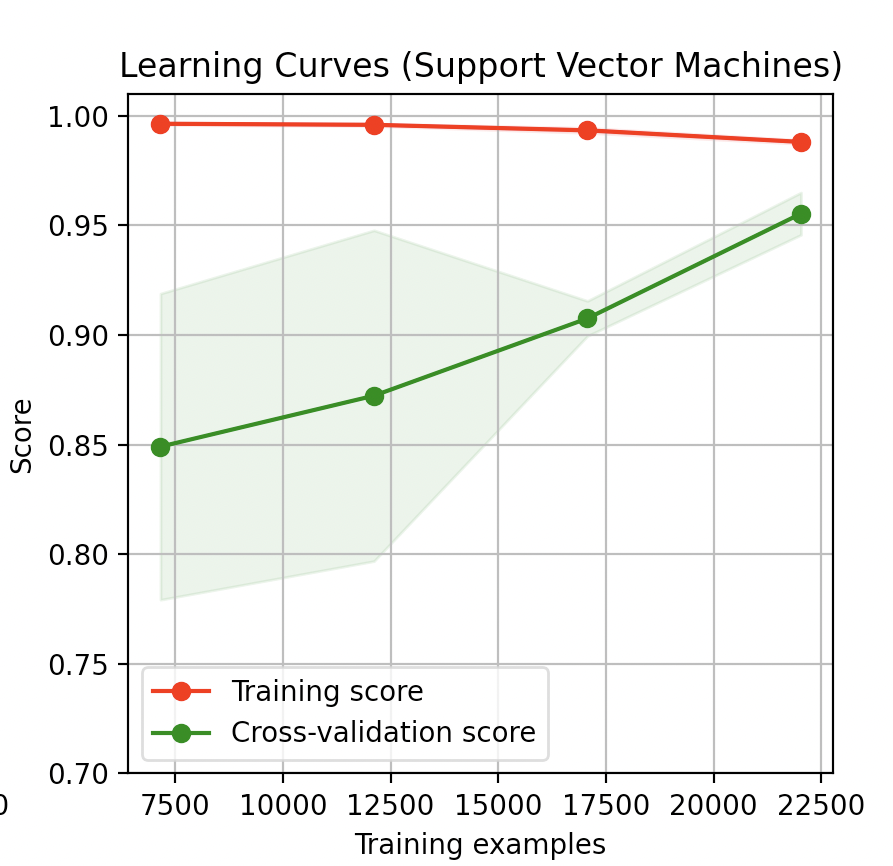 Learning Curves (Support Vector Machines)
1.00
0.95
0.90
0.85
0.80
0.75
0.70
Score
Training score
Cross-validation score
0
7500 10000 12500 15000 17500 20000 22500
Training examples